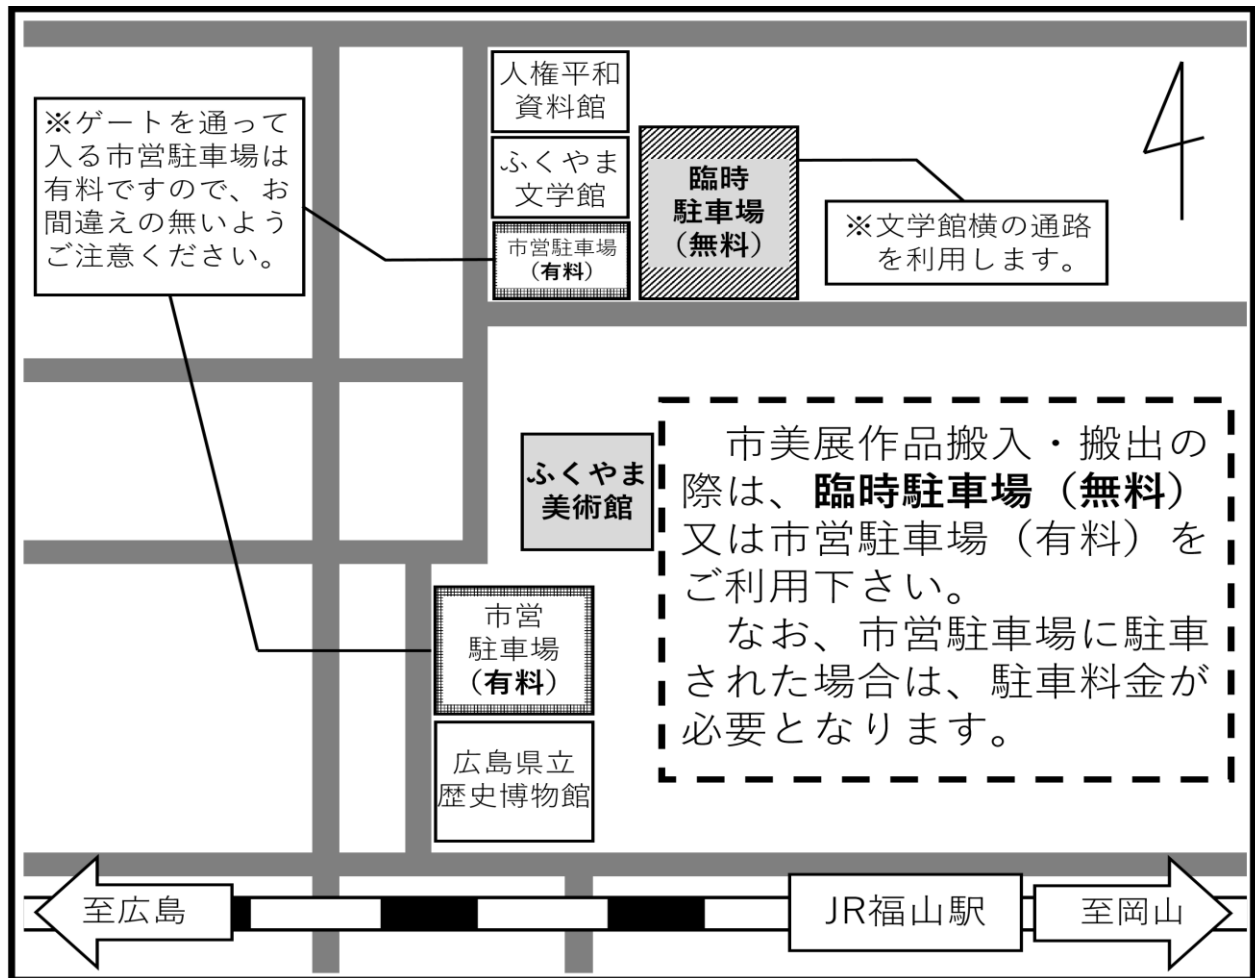 人権平和
資料館
※ゲートを通って
入る市営駐車場は
有料ですので、お
間違えの無いよう
ご注意ください。
ふくやま
文学館
臨時
駐車場
（無料）
※文学館横の通路
を利用します。
市営駐車場
（有料）
ふくやま
美術館
市美展作品搬入・搬出の
際は、臨時駐車場（無料）
又は市営駐車場（有料）を
ご利用下さい。
なお、市営駐車場に駐車
された場合は、駐車料金が
必要となります。
市営
駐車場
（有料）
広島県立
歴史博物館
至広島
JR福山駅
至岡山